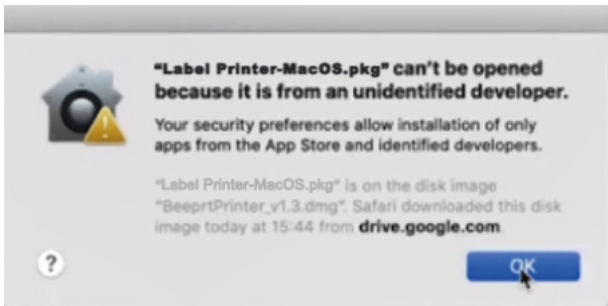 “Label Printer-MacOS.pkg” can’t be opened
because it is from an unidentified developer.
Your security preferences allow installation of only
apps from the App Store and identified developers.
“Label Printer-MacOS.pkg” is on the disk image
“BeeprtPrinter_v1.3.dmg”. Safari downloaded this disk
image today at 15:44 from drive.google.com.
?
OK